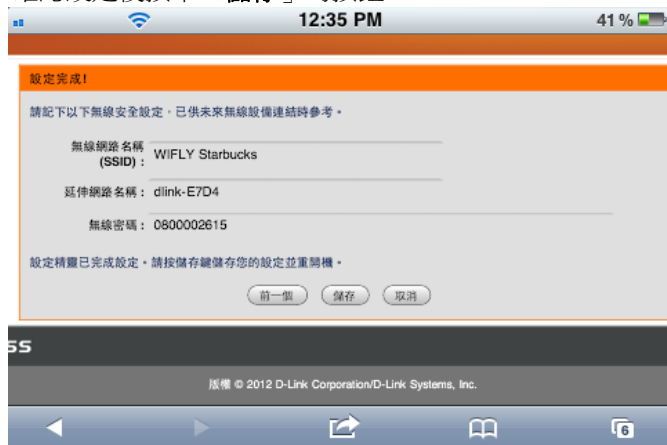 「儲存」
12:35 PM
41 %
設定完成!
請記下以下無線安全設定，已供未來無線設備連結時參考。
無線網路名稱
(SSID) : WIFLY Starbucks
延伸網路名稱 : dlink-E7D4
無線密碼 : 0800002615
設定精靈已完成設定。請按儲存鍵儲存您的設定並重開機。
前一個 儲存 取消
SS
版權 © 2012 D-Link Corporation/D-Link Systems, Inc.
6